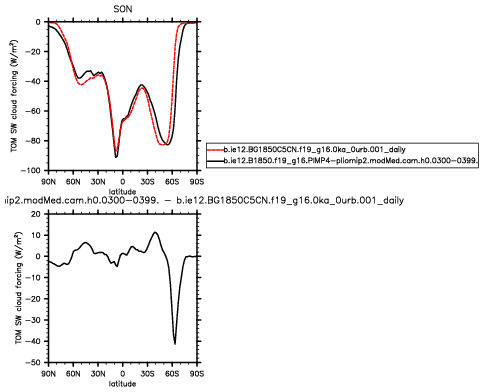 SON
0
−20
−40
−60
−80
−100
TOM SW cloud forcing (W/m²)
90N 60N 30N 0 30S 60S 90S
latitude
b.ie12.BG1850C5CN.f19_g16.0ka_0urb.001_daily
b.ie12.B1850.f19_g16.PIMP4−pliomip2.modMed.cam.h0.0300−0399.
nip2.modMed.cam.h0.0300−0399. − b.ie12.BG1850C5CN.f19_g16.0ka_0urb.001_daily
20
10
0
−10
−20
−30
−40
−50
TOM SW cloud forcing (W/m²)
90N 60N 30N 0 30S 60S 90S
latitude